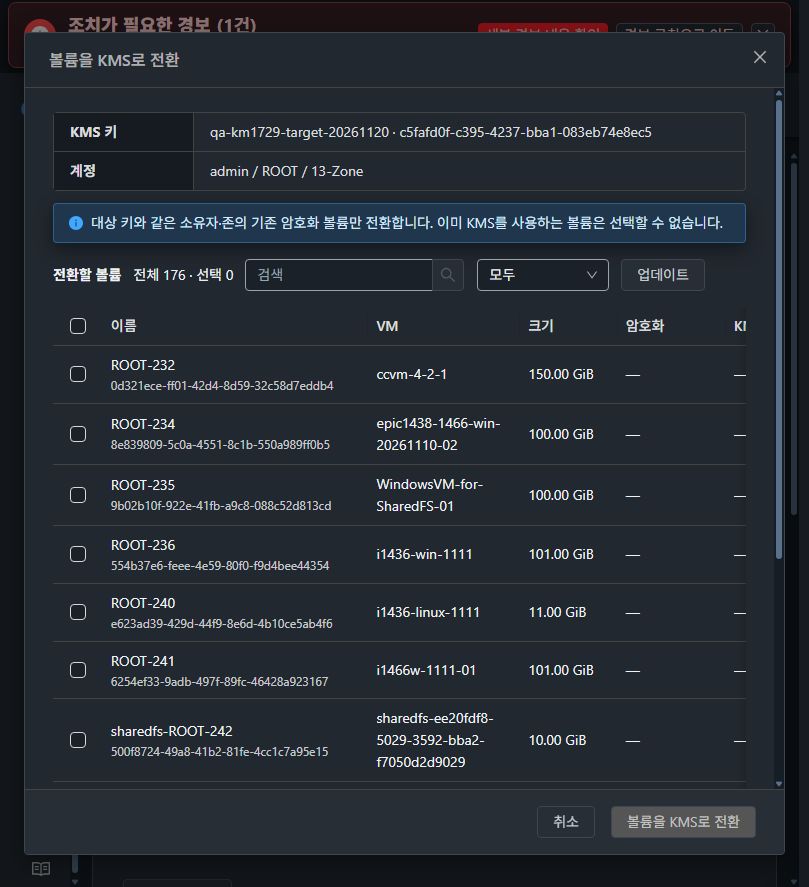 조치가 필요한 경보 (1건)
볼륨을 KMS로 전환
KMS 키
qa-km1729-target-20261120 · c5fafd0f-c395-4237-bba1-083eb74e8ec5
계정
admin / ROOT / 13-Zone
대상 키와 같은 소유자·존의 기존 암호화 볼륨만 전환합니다. 이미 KMS를 사용하는 볼륨은 선택할 수 없습니다.
전환할 볼륨 전체 176 · 선택 0 검색 모두 업데이트
이름 VM 크기 암호화
ROOT-232
0d321ece-ff01-42d4-8d59-32c58d7eddb4
ccvm-4-2-1 150.00 GiB — —
ROOT-234
8e839809-5c0a-4551-8c1b-550a989ff0b5
epic1438-1466-win-
20261110-02
100.00 GiB — —
ROOT-235
9b02b10f-922e-41fb-a9c8-088c52d813cd
WindowsVM-for-
SharedFS-01
100.00 GiB — —
ROOT-236
554b37e6-feee-4e59-80f0-f9d4bee44354
i1436-win-1111 101.00 GiB — —
ROOT-240
e623ad39-429d-44f9-8e6d-4b10ce5ab4f6
i1436-linux-1111 11.00 GiB — —
ROOT-241
6254ef33-9adb-497f-89fc-46428a923167
i1466w-1111-01 101.00 GiB — —
sharedfs-ROOT-242
500f8724-49a8-41b2-81fe-4cc1c7a95e15
sharedfs-ee20fdf8-
5029-3592-bba2-
f7050d2d9029
10.00 GiB — —
취소 볼륨을 KMS로 전환